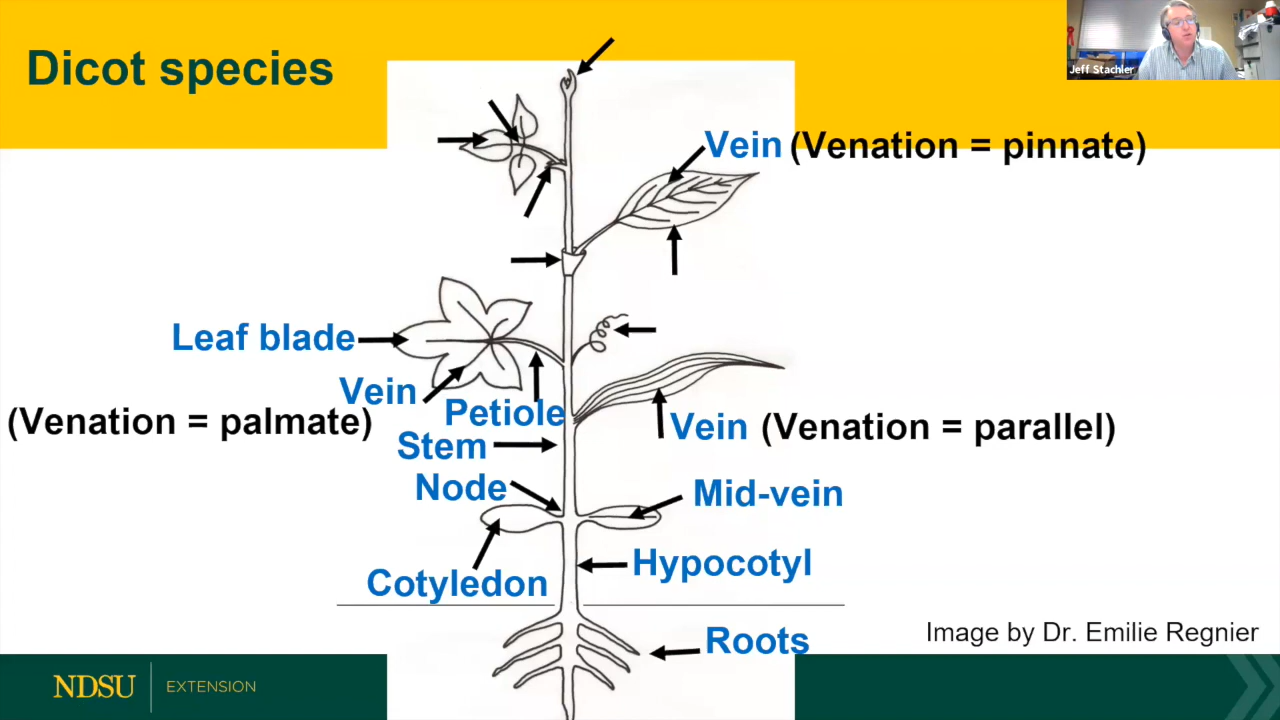 Dicot species
Jeff Stachler
Vein (Venation = pinnate)
Leaf blade
Vein
(Venation = palmate)
Petiole
Vein (Venation = parallel)
Stem
Node
Mid-vein
Cotyledon
Hypocotyl
Roots
Image by Dr. Emilie Regnier
NDSU EXTENSION